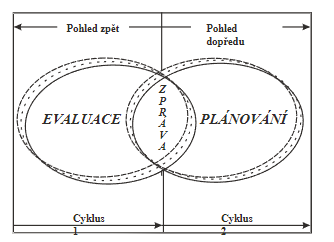 Pohled zpět
Pohled
dopředu
EVALUACE
Z
P
R
A
V
A
PLÁNOVÁNÍ
Cyklus
1
Cyklus
2